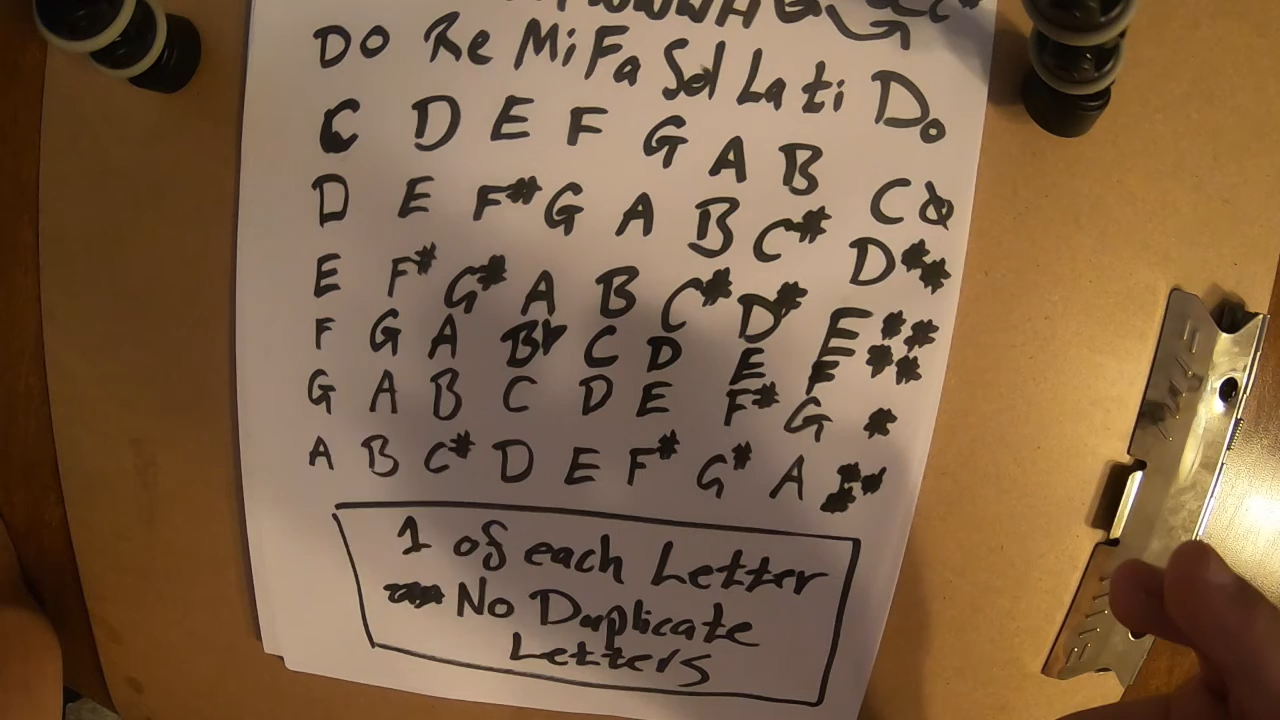 Do Re Mi Fa Sol La ti Do
C D E F G A B C
D E F# G A B C# D ##
E F# G# A B C# D# E ####
F G A Bb C D E F
G A B C D E F# G #
A B C# D E F# G# A ###
1 of each Letter
No Duplicate
Letters